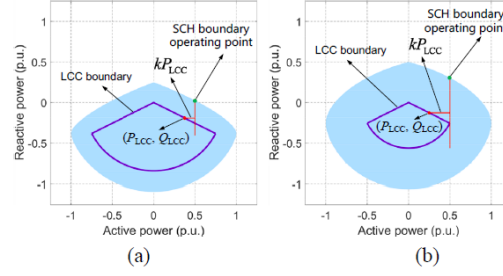 SCH boundary
operating point
kP_LCC
LCC boundary
(P_LCC, Q_LCC)
Reactive power (p.u.)
1
0.5
0
-0.5
-1
-1
-0.5
0
0.5
1
Active power (p.u.)
(a)
SCH boundary
operating point
kP_LCC
LCC boundary
(P_LCC, Q_LCC)
Reactive power (p.u.)
1
0.5
0
-0.5
-1
-1
-0.5
0
0.5
1
Active power (p.u.)
(b)